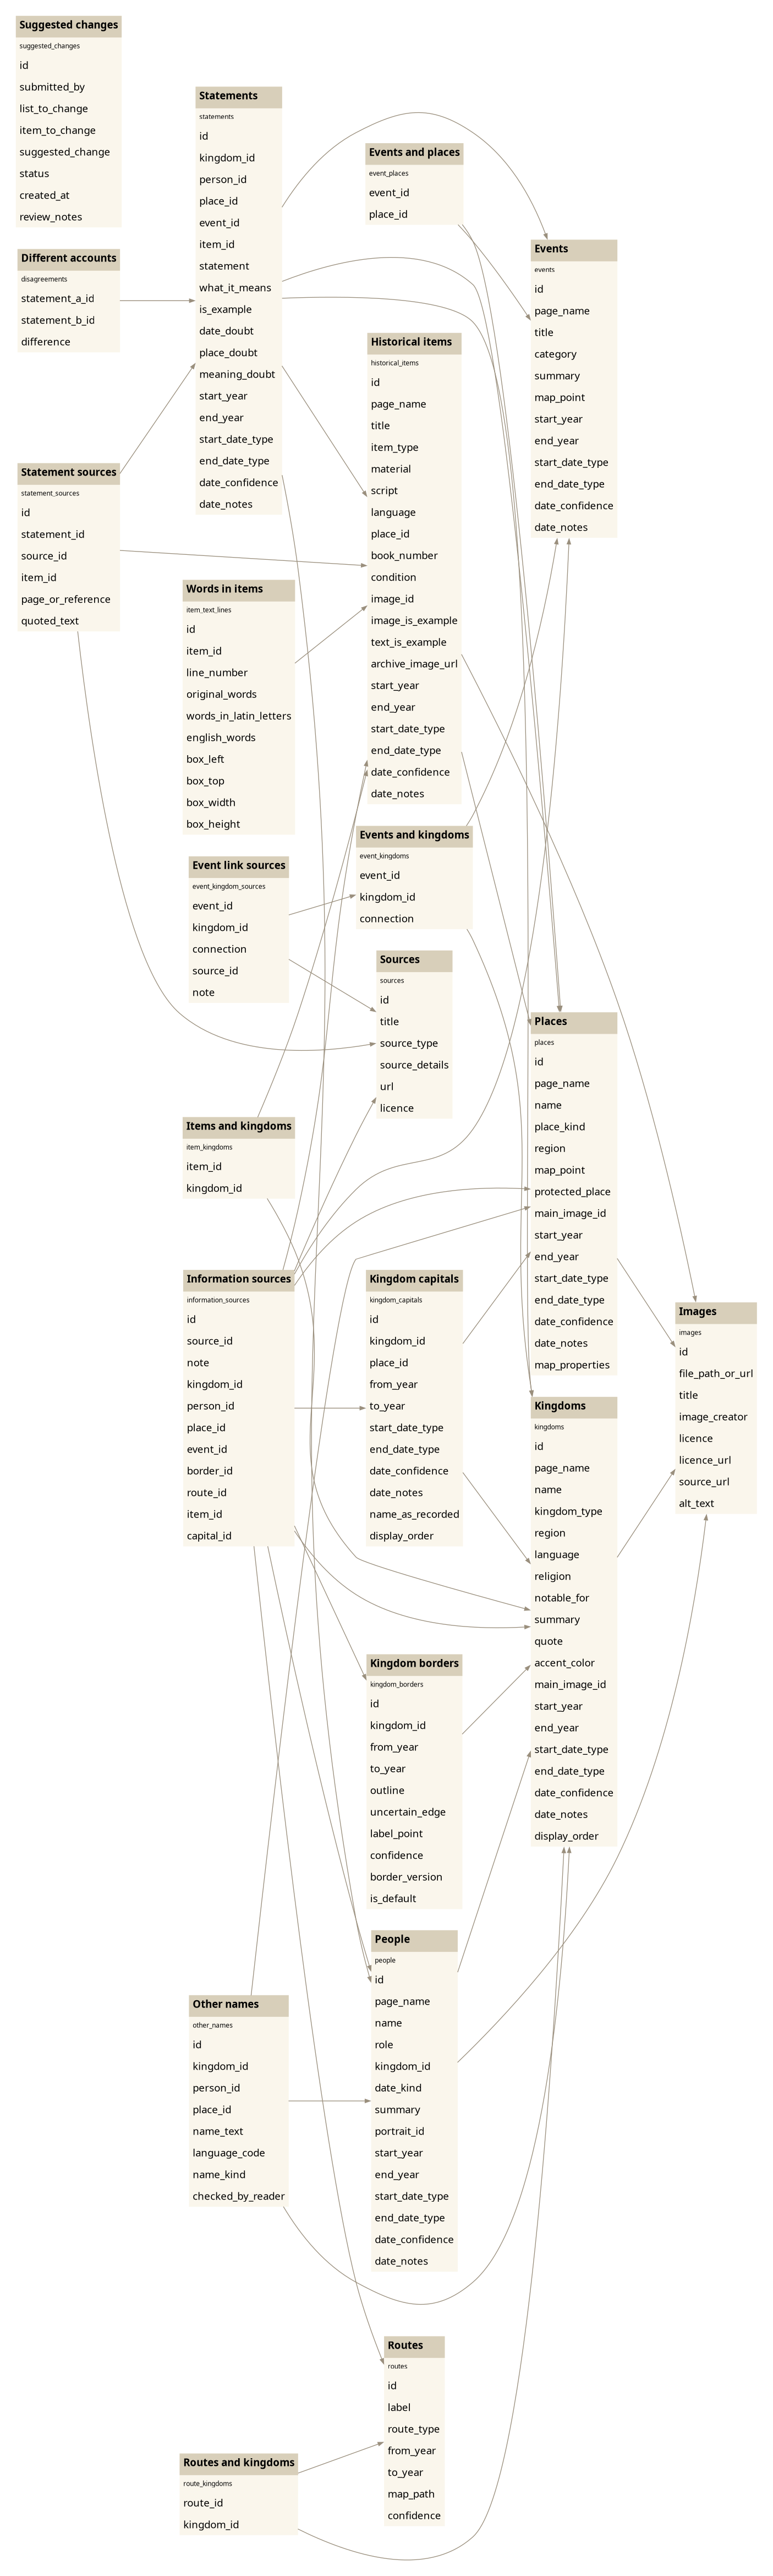 Suggested changes
suggested_changes
id
submitted_by
list_to_change
item_to_change
suggested_change
status
created_at
review_notes
Different accounts
disagreements
statement_a_id
statement_b_id
difference
Statement sources
statement_sources
id
statement_id
source_id
item_id
page_or_reference
quoted_text
Statements
statements
id
kingdom_id
person_id
place_id
event_id
item_id
statement
what_it_means
is_example
date_doubt
place_doubt
meaning_doubt
start_year
end_year
start_date_type
end_date_type
date_confidence
date_notes
Words in items
item_text_lines
id
item_id
line_number
original_words
words_in_latin_letters
english_words
box_left
box_top
box_width
box_height
Event link sources
event_kingdom_sources
event_id
kingdom_id
connection
source_id
note
Items and kingdoms
item_kingdoms
item_id
kingdom_id
Information sources
information_sources
id
source_id
note
kingdom_id
person_id
place_id
event_id
border_id
route_id
item_id
capital_id
Other names
other_names
id
kingdom_id
person_id
place_id
name_text
language_code
name_kind
checked_by_reader
Routes and kingdoms
route_kingdoms
route_id
kingdom_id
Events and places
event_places
event_id
place_id
Historical items
historical_items
id
page_name
title
item_type
material
script
language
place_id
book_number
condition
image_id
image_is_example
text_is_example
archive_image_url
start_year
end_year
start_date_type
end_date_type
date_confidence
date_notes
Events and kingdoms
event_kingdoms
event_id
kingdom_id
connection
Sources
sources
id
title
source_type
source_details
url
licence
Kingdom capitals
kingdom_capitals
id
kingdom_id
place_id
from_year
to_year
start_date_type
end_date_type
date_confidence
date_notes
name_as_recorded
display_order
Kingdom borders
kingdom_borders
id
kingdom_id
from_year
to_year
outline
uncertain_edge
label_point
confidence
border_version
is_default
People
people
id
page_name
name
role
kingdom_id
date_kind
summary
portrait_id
start_year
end_year
start_date_type
end_date_type
date_confidence
date_notes
Routes
routes
id
label
route_type
from_year
to_year
map_path
confidence
Events
events
id
page_name
title
category
summary
map_point
start_year
end_year
start_date_type
end_date_type
date_confidence
date_notes
Places
places
id
page_name
name
place_kind
region
map_point
protected_place
main_image_id
start_year
end_year
start_date_type
end_date_type
date_confidence
date_notes
map_properties
Kingdoms
kingdoms
id
page_name
name
kingdom_type
region
language
religion
notable_for
summary
quote
accent_color
main_image_id
start_year
end_year
start_date_type
end_date_type
date_confidence
date_notes
display_order
Images
images
id
file_path_or_url
title
image_creator
licence
licence_url
source_url
alt_text